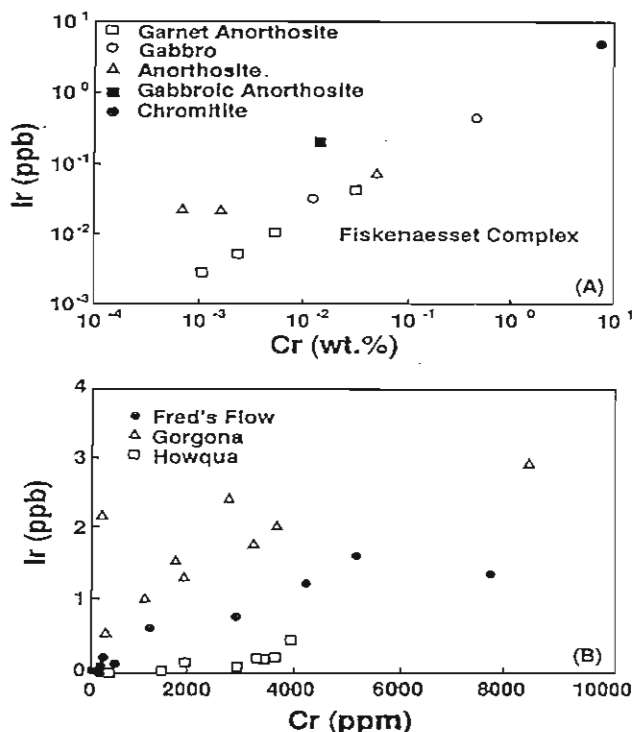 Garnet Anorthosite
Gabbro
Anorthosite.
Gabbroic Anorthosite
Chromitite
Ir (ppb)
10¹
10⁰
10⁻¹
10⁻²
10⁻³
Fiskenaesset Complex
(A)
10⁻⁴ 10⁻³ 10⁻² 10⁻¹ 10⁰ 10¹
Cr (wt.%)
Fred's Flow
Gorgona
Howqua
Ir (ppb)
4
3
2
1
0
(B)
0 2000 4000 6000 8000 10000
Cr (ppm)